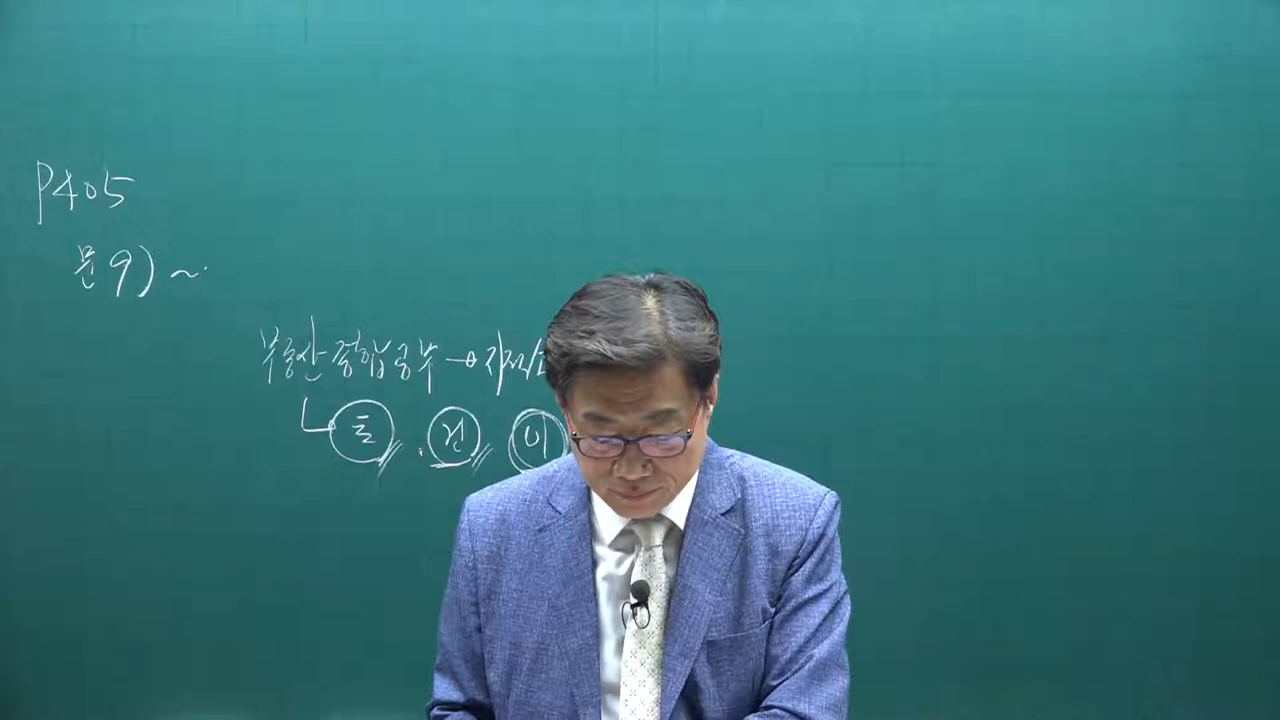 P405
문9) ~
부동산종합공부 → 지적소
토 . 건 이